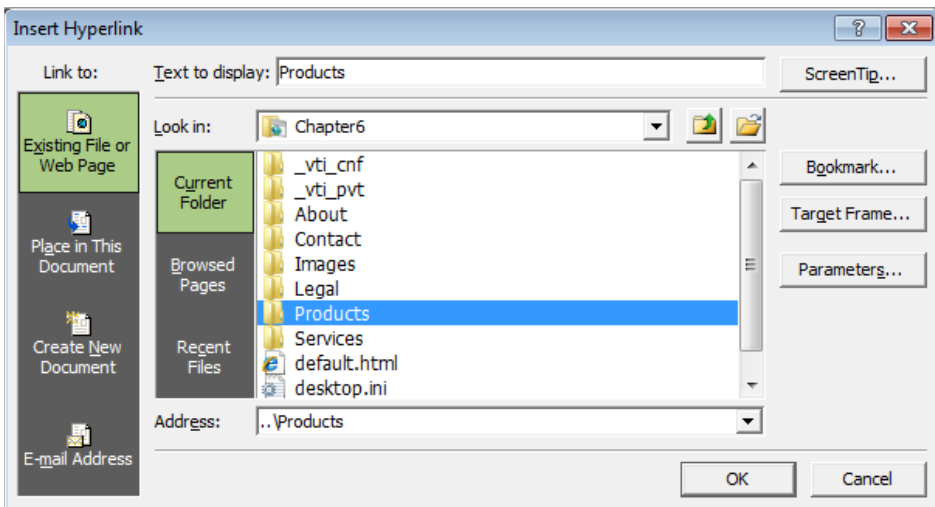 Insert Hyperlink
Link to:
Text to display: Products
ScreenTip...
Existing File or
Web Page
Place in This
Document
Create New
Document
E-mail Address
Look in:
Chapter6
Current
Folder
Browsed
Pages
Recent
Files
_vti_cnf
_vti_pvt
About
Contact
Images
Legal
Products
Services
default.html
desktop.ini
Bookmark...
Target Frame...
Parameters...
Address:
..\Products
OK
Cancel